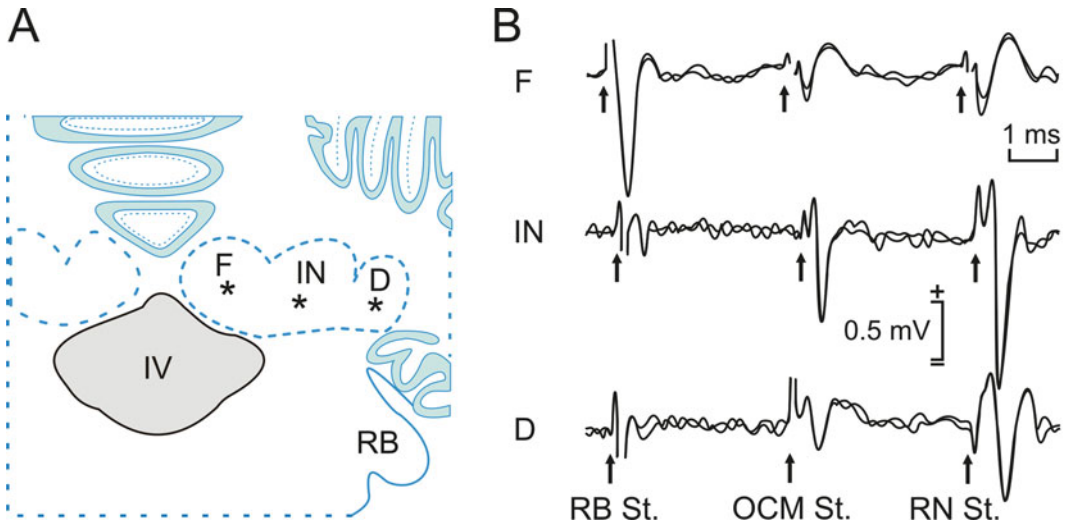 A
F
IN
D
*
*
*
IV
RB
B
F
1 ms
IN
+
0.5 mV
=
D
RB St.
OCM St.
RN St.